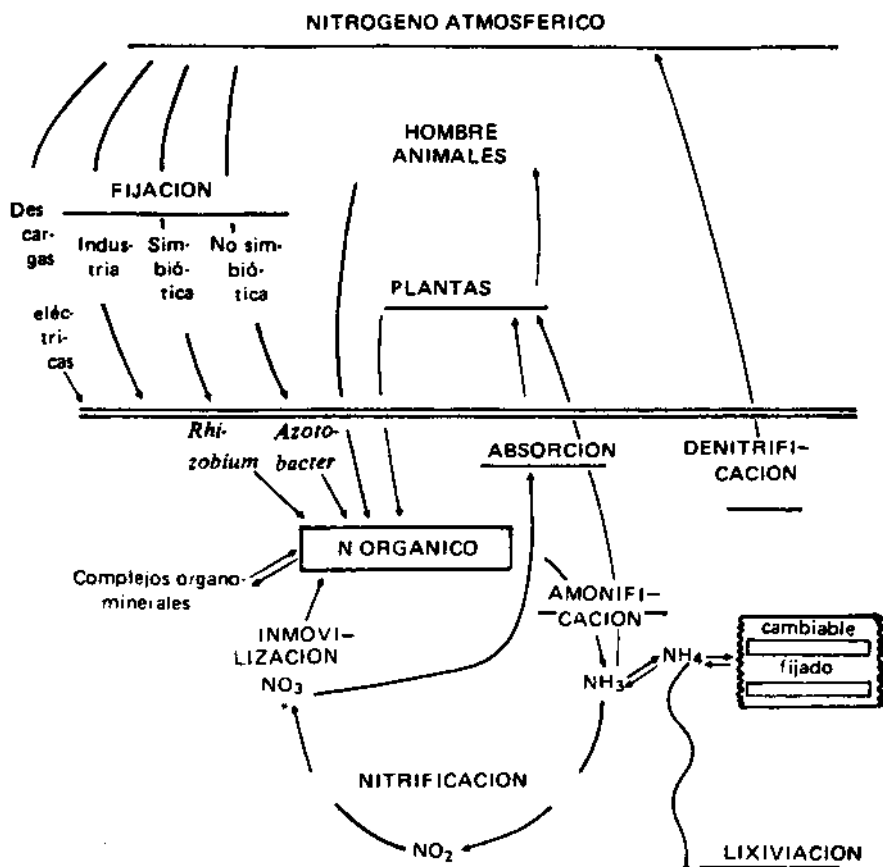 NITROGENO ATMOSFERICO
HOMBRE
ANIMALES
FIJACION
Des
car-
gas
eléc-
tri-
cas
Indus-
tria
Sim-
bió-
tica
No sim-
bió-
tica
PLANTAS
Rhi-
zobium
Azoto-
bacter
ABSORCION
DENITRIFI-
CACION
N ORGANICO
Complejos organo-
minerales
AMONIFI-
CACION
INMOVI-
LIZACION
cambiable
fijado
NO3
NH3
NH4
NITRIFICACION
NO2
LIXIVIACION